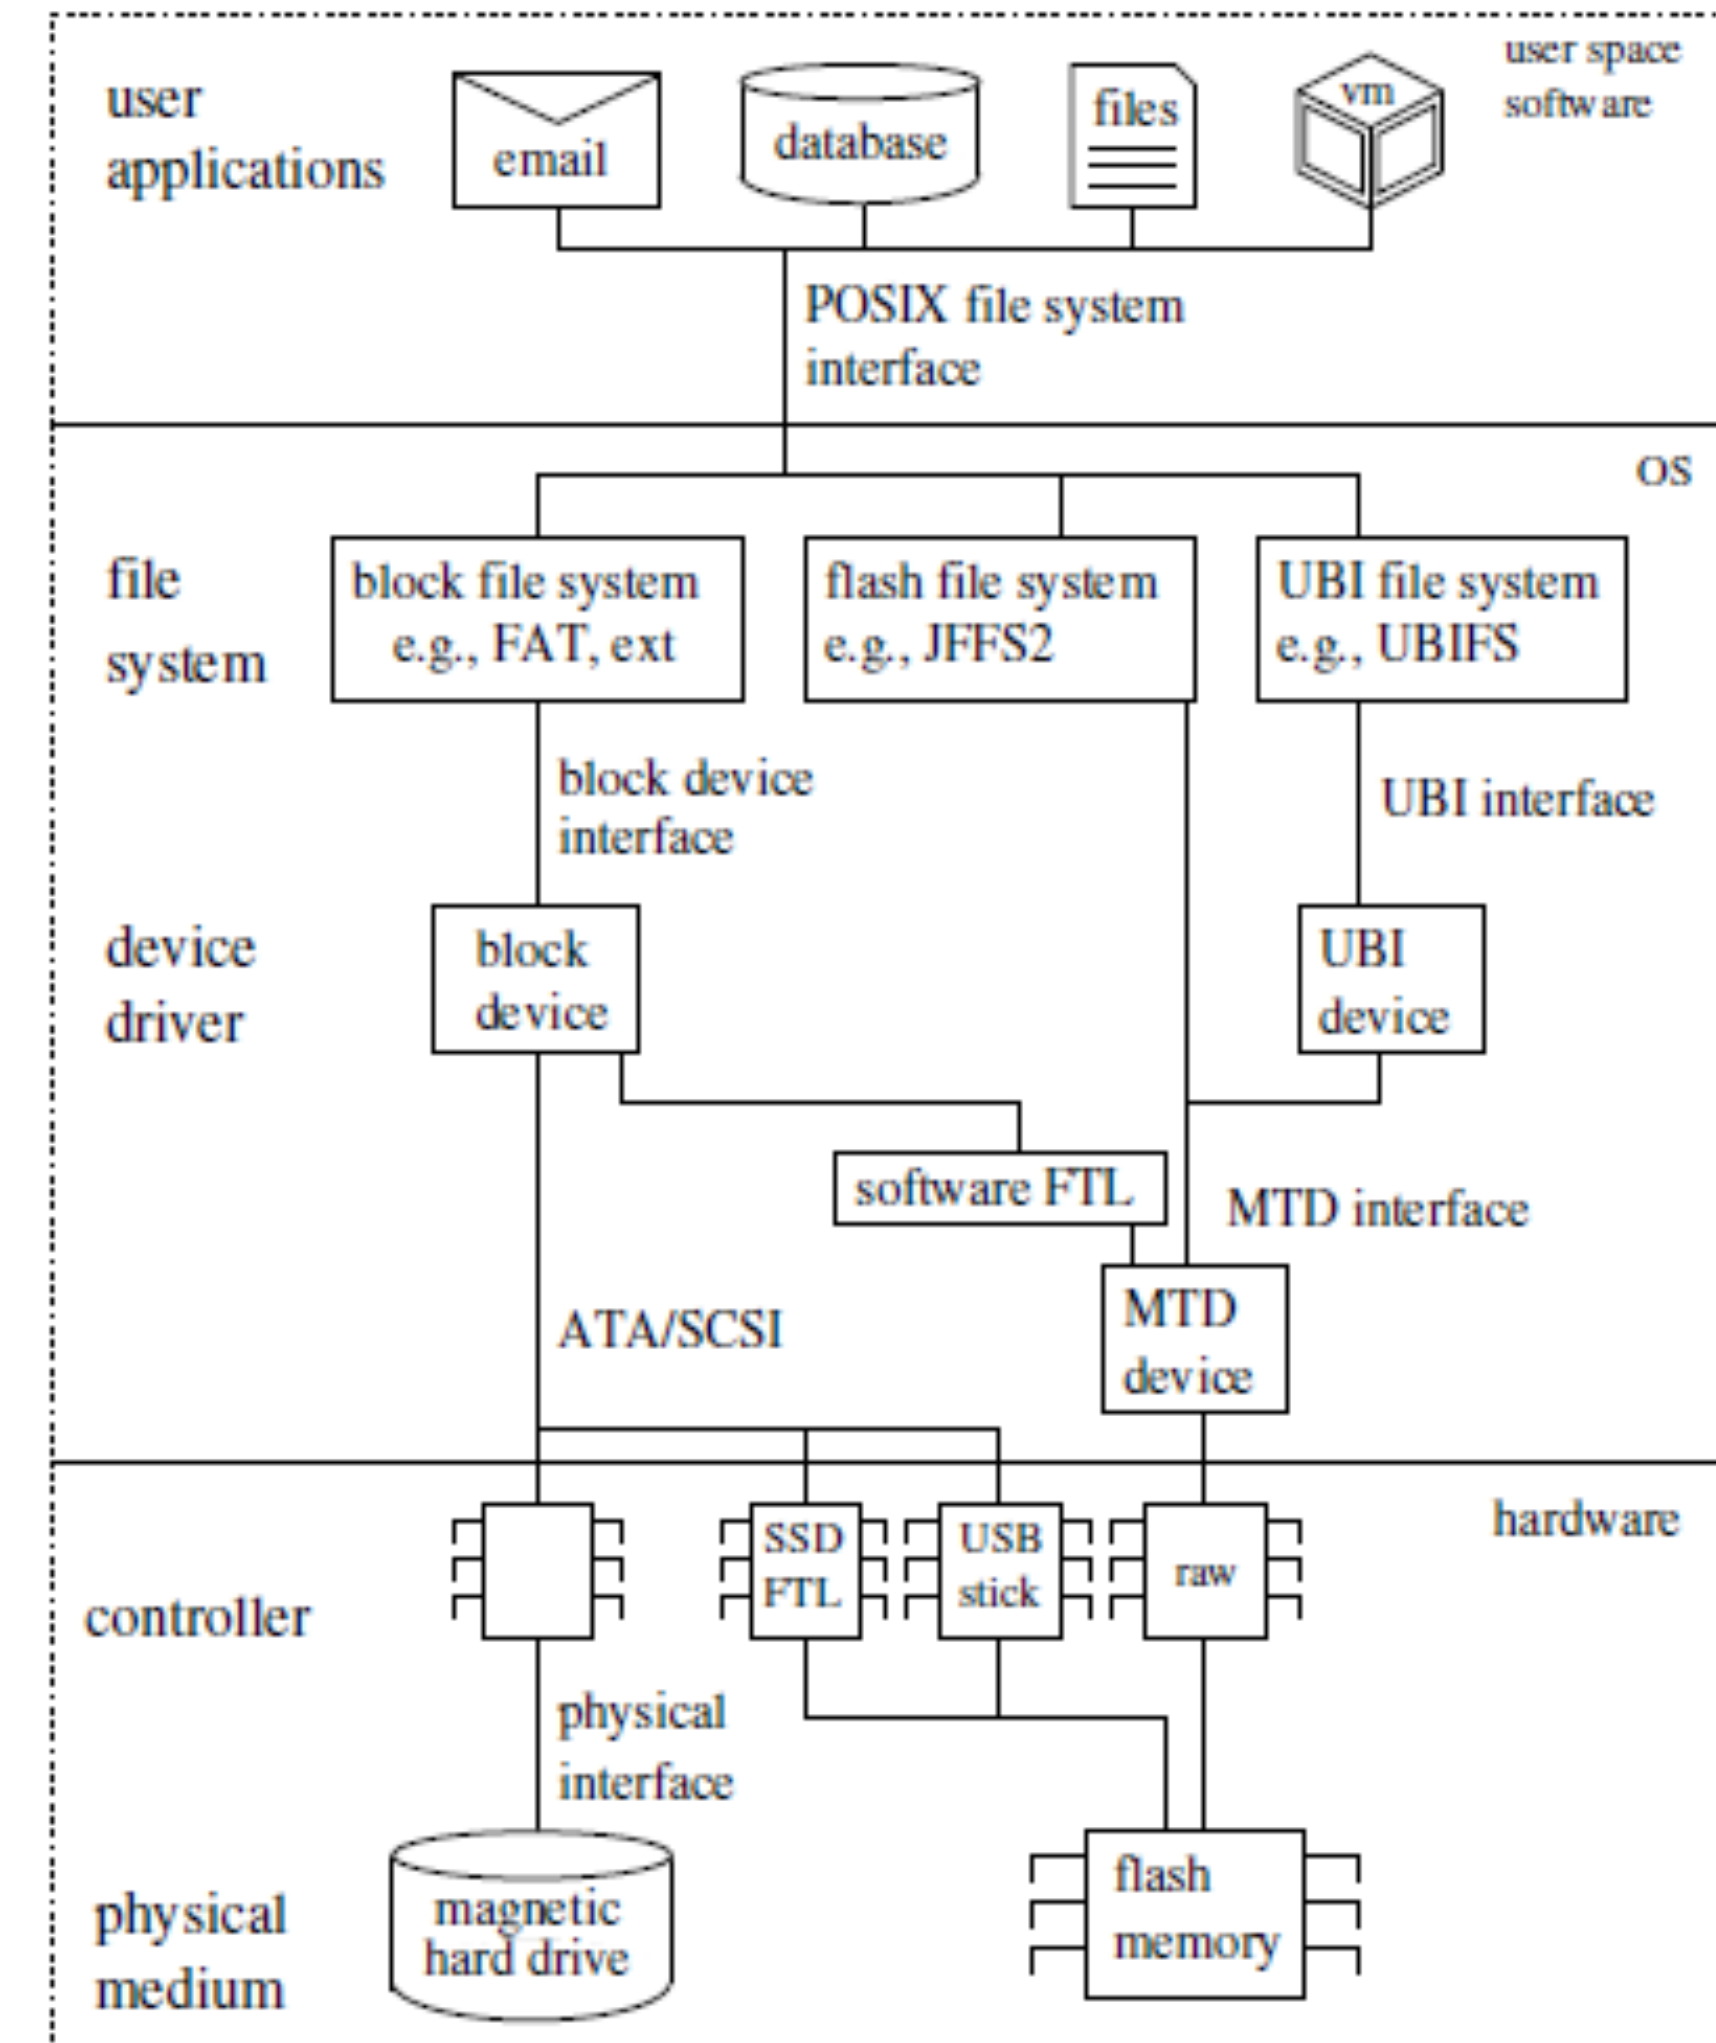 user space
software
user
applications
email
database
files
vm
POSIX file system
interface
OS
file
system
block file system
e.g., FAT, ext
flash file system
e.g., JFFS2
UBI file system
e.g., UBIFS
block device
interface
UBI interface
device
driver
block
device
UBI
device
software FTL
MTD interface
ATA/SCSI
MTD
device
hardware
controller
SSD
FTL
USB
stick
raw
physical
interface
physical
medium
magnetic
hard drive
flash
memory